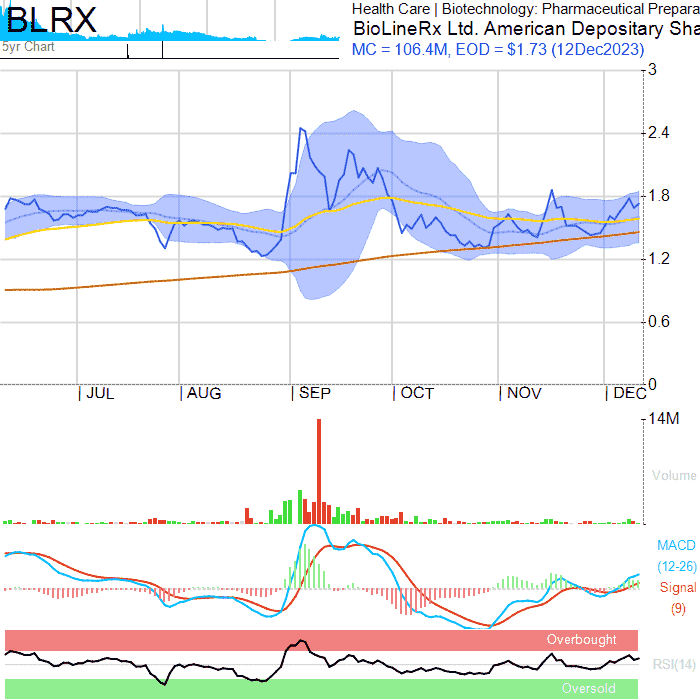 BLRX
5yr Chart
Health Care | Biotechnology: Pharmaceutical Prepara
BioLineRx Ltd. American Depositary Sha
MC = 106.4M, EOD = $1.73 (12Dec2023)
3
2.4
1.8
1.2
0.6
0
JUL AUG SEP OCT NOV DEC
14M
Volume
MACD
(12-26)
Signal
(9)
Overbought
RSI(14)
Oversold